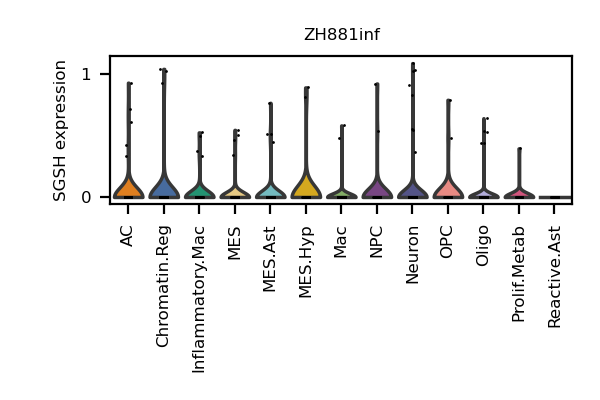 ZH881inf
SGSH expression
1
0
AC
Chromatin.Reg
Inflammatory.Mac
MES
MES.Ast
MES.Hyp
Mac
NPC
Neuron
OPC
Oligo
Prolif.Metab
Reactive.Ast